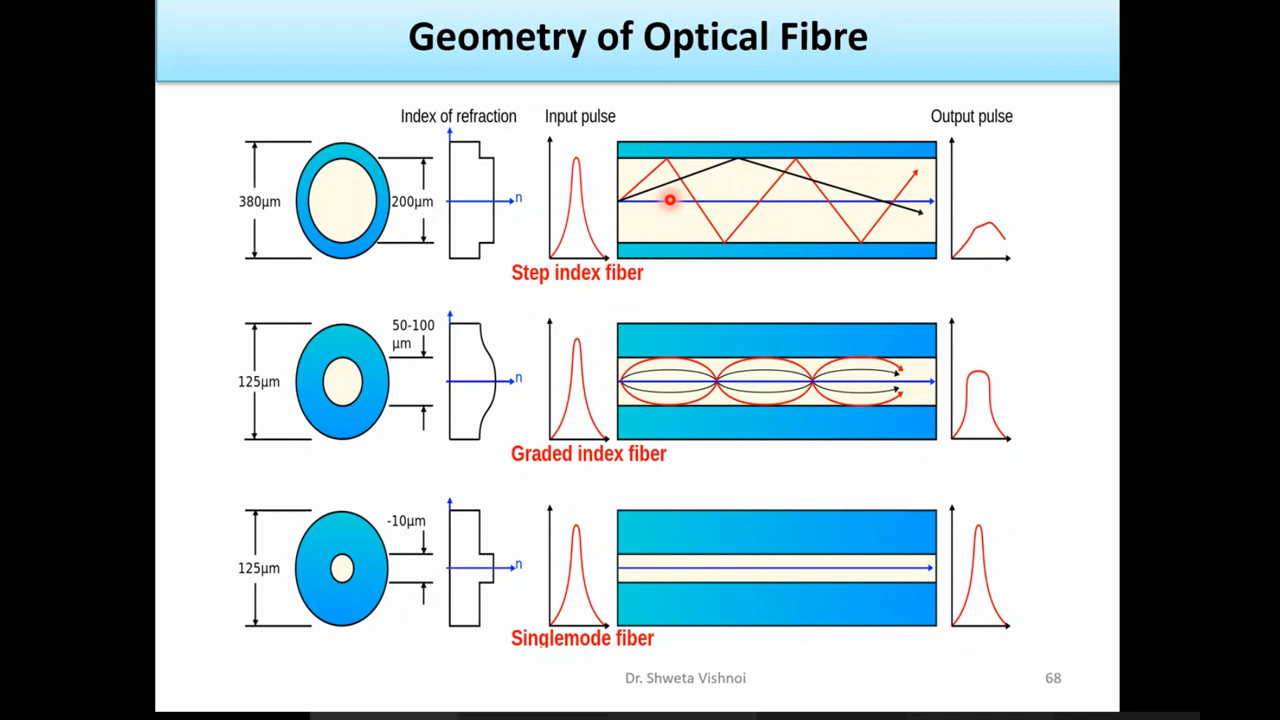 Geometry of Optical Fibre
Index of refraction
Input pulse
Output pulse
380μm
200μm
n
Step index fiber
50-100
μm
125μm
n
Graded index fiber
-10μm
125μm
n
Singlemode fiber
Dr. Shweta Vishnoi
68